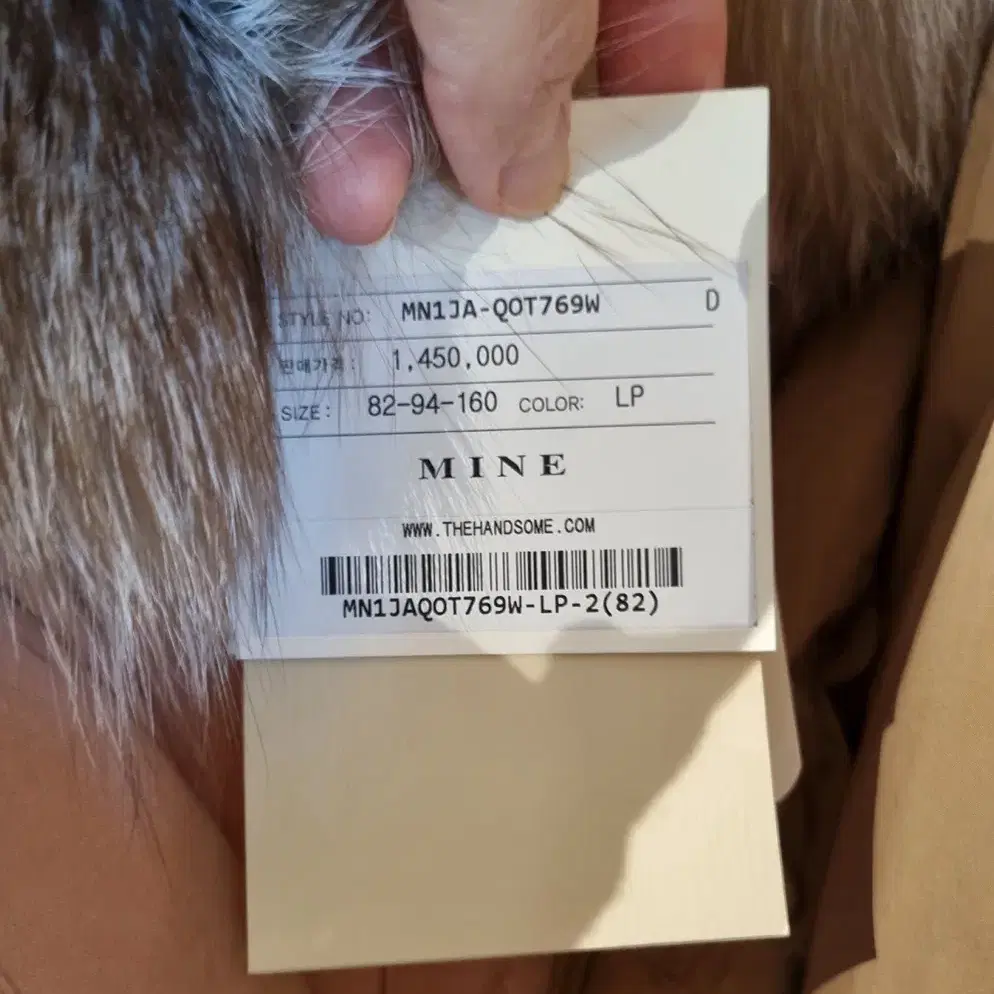 STYLE NO: MN1JA-QOT769W D
판매가격: 1,450,000
SIZE: 82-94-160 COLOR: LP
MINE
WWW.THEHANDSOME.COM
MN1JAQOT769W-LP-2(82)